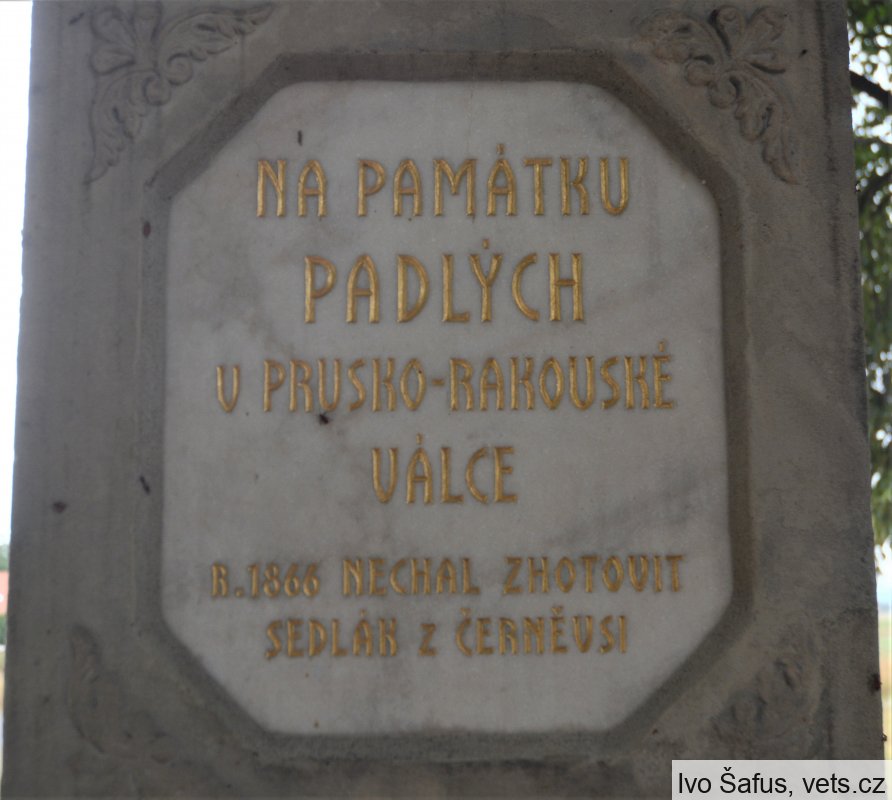 NA PAMÁTKU
PADLÝCH
V PRUSKO-RAKOUSKÉ
VÁLCE
R.1866 NECHAL ZHOTOVIT
SEDLÁK Z ČERNĚVSI
Ivo Šafus, vets.cz